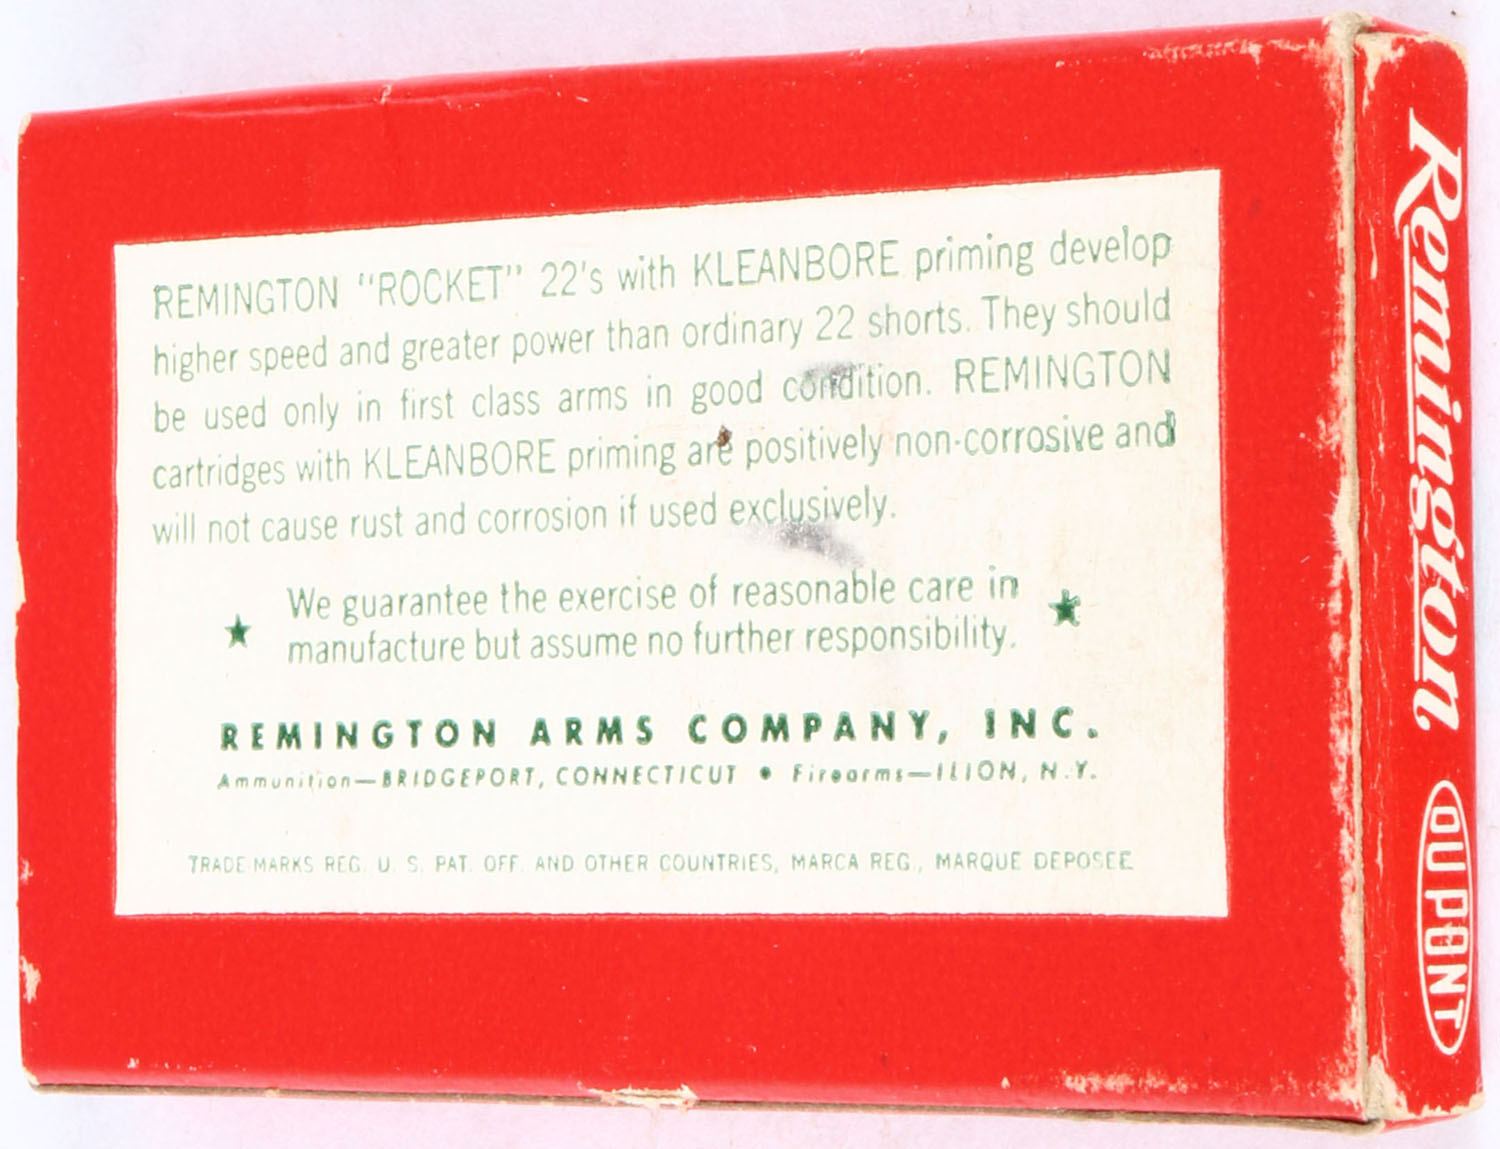 REMINGTON "ROCKET" 22's with KLEANBORE priming develop
higher speed and greater power than ordinary 22 shorts. They should
be used only in first class arms in good condition. REMINGTON
cartridges with KLEANBORE priming are positively non-corrosive and
will not cause rust and corrosion if used exclusively.
We guarantee the exercise of reasonable care in
manufacture but assume no further responsibility.
REMINGTON ARMS COMPANY, INC.
Ammunition—BRIDGEPORT, CONNECTICUT • Firearms—ILION, N.Y.
TRADE MARKS REG. U. S. PAT. OFF. AND OTHER COUNTRIES, MARCA REG., MARQUE DEPOSEE
Remington
DU PONT